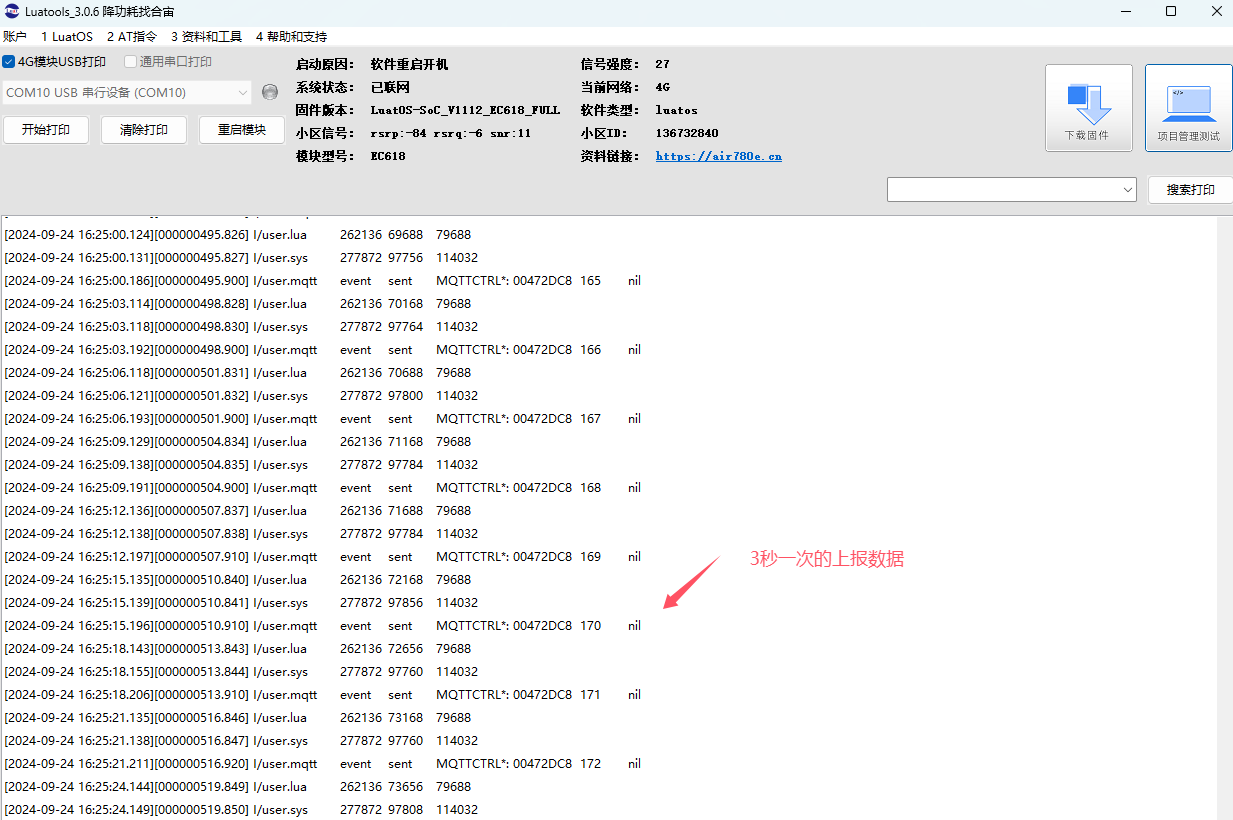 Luatools_3.0.6 降功耗找合宙
账户 1 LuatOS 2 AT指令 3 资料和工具 4 帮助和支持
4G模块USB打印 通用串口打印
COM10 USB 串行设备 (COM10)
开始打印 清除打印 重启模块
启动原因: 软件重启开机 信号强度: 27
系统状态: 已联网 当前网络: 4G
固件版本: LuatOS-SoC_V1112_EC618_FULL 软件类型: luatos
小区信号: rsrp:-84 rsrq:-6 snr:11 小区ID: 136732840
模块型号: EC618 资料链接: https://air780e.cn
下载固件 项目管理测试
搜索打印
[2024-09-24 16:25:00.124][000000495.826] I/user.lua 262136 69688 79688
[2024-09-24 16:25:00.131][000000495.827] I/user.sys 277872 97756 114032
[2024-09-24 16:25:00.186][000000495.900] I/user.mqtt event sent MQTTCTRL*: 00472DC8 165 nil
[2024-09-24 16:25:03.114][000000498.828] I/user.lua 262136 70168 79688
[2024-09-24 16:25:03.118][000000498.830] I/user.sys 277872 97764 114032
[2024-09-24 16:25:03.192][000000498.900] I/user.mqtt event sent MQTTCTRL*: 00472DC8 166 nil
[2024-09-24 16:25:06.118][000000501.831] I/user.lua 262136 70688 79688
[2024-09-24 16:25:06.121][000000501.832] I/user.sys 277872 97800 114032
[2024-09-24 16:25:06.193][000000501.900] I/user.mqtt event sent MQTTCTRL*: 00472DC8 167 nil
[2024-09-24 16:25:09.129][000000504.834] I/user.lua 262136 71168 79688
[2024-09-24 16:25:09.138][000000504.835] I/user.sys 277872 97784 114032
[2024-09-24 16:25:09.191][000000504.900] I/user.mqtt event sent MQTTCTRL*: 00472DC8 168 nil
[2024-09-24 16:25:12.136][000000507.837] I/user.lua 262136 71688 79688
[2024-09-24 16:25:12.138][000000507.838] I/user.sys 277872 97784 114032
[2024-09-24 16:25:12.197][000000507.910] I/user.mqtt event sent MQTTCTRL*: 00472DC8 169 nil
3秒一次的上报数据
[2024-09-24 16:25:15.135][000000510.840] I/user.lua 262136 72168 79688
[2024-09-24 16:25:15.139][000000510.841] I/user.sys 277872 97856 114032
[2024-09-24 16:25:15.196][000000510.910] I/user.mqtt event sent MQTTCTRL*: 00472DC8 170 nil
[2024-09-24 16:25:18.143][000000513.843] I/user.lua 262136 72656 79688
[2024-09-24 16:25:18.155][000000513.844] I/user.sys 277872 97760 114032
[2024-09-24 16:25:18.206][000000513.910] I/user.mqtt event sent MQTTCTRL*: 00472DC8 171 nil
[2024-09-24 16:25:21.135][000000516.846] I/user.lua 262136 73168 79688
[2024-09-24 16:25:21.138][000000516.847] I/user.sys 277872 97760 114032
[2024-09-24 16:25:21.211][000000516.920] I/user.mqtt event sent MQTTCTRL*: 00472DC8 172 nil
[2024-09-24 16:25:24.144][000000519.849] I/user.lua 262136 73656 79688
[2024-09-24 16:25:24.149][000000519.850] I/user.sys 277872 97808 114032